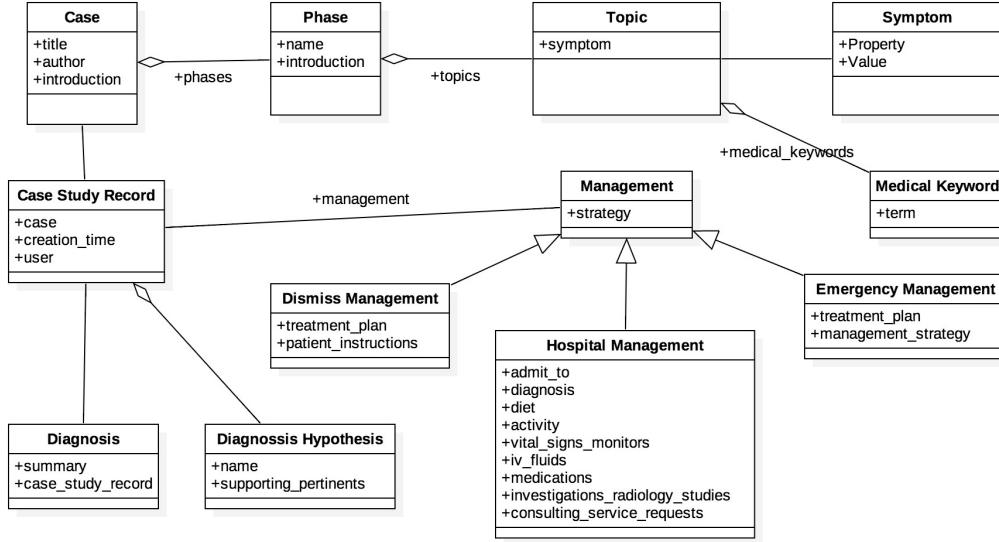 Case
+title
+author
+introduction
+phases
Phase
+name
+introduction
+topics
Topic
+symptom
Symptom
+Property
+Value
+medical_keywords
Medical Keyword
+term
Case Study Record
+case
+creation_time
+user
+management
Management
+strategy
Dismiss Management
+treatment_plan
+patient_instructions
Hospital Management
+admit_to
+diagnosis
+diet
+activity
+vital_signs_monitors
+iv_fluids
+medications
+investigations_radiology_studies
+consulting_service_requests
Emergency Management
+treatment_plan
+management_strategy
Diagnosis
+summary
+case_study_record
Diagnossis Hypothesis
+name
+supporting_pertinents